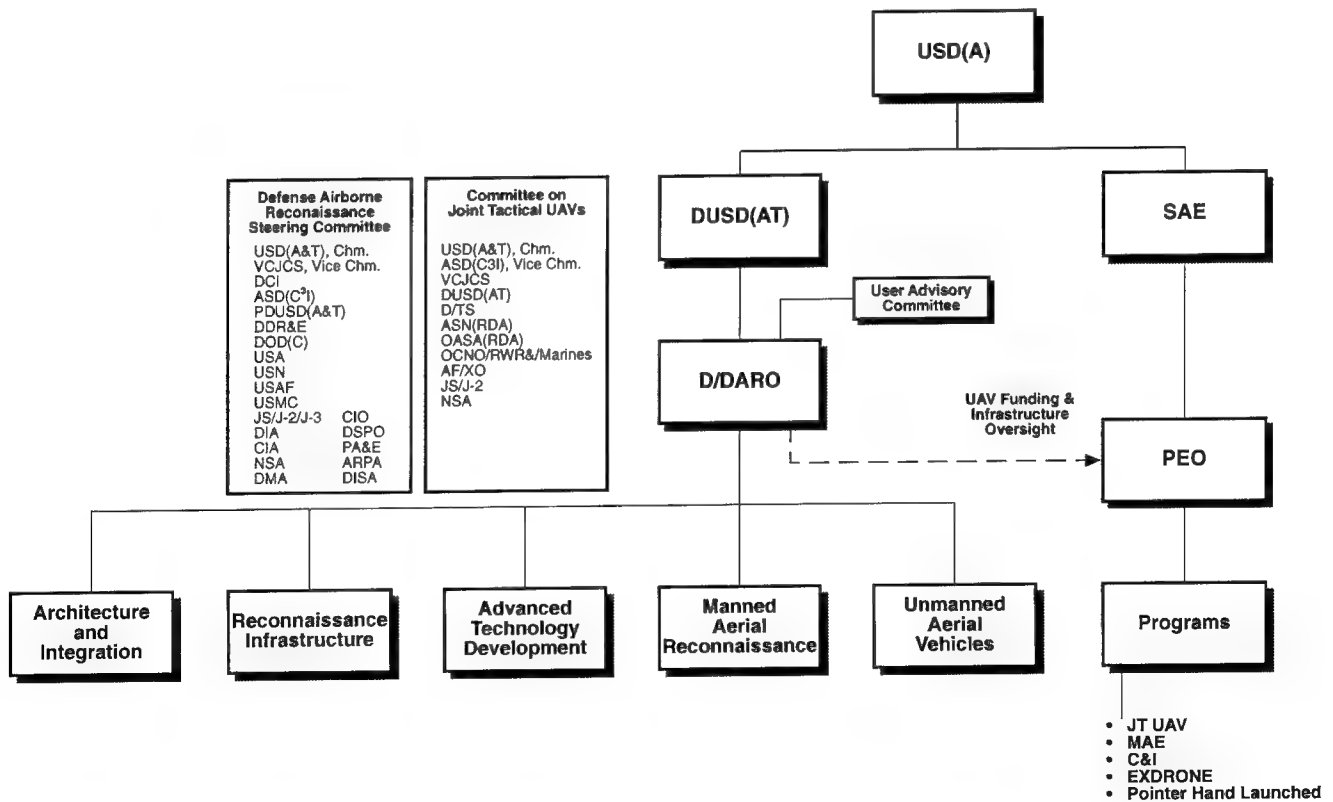 USD(A)
DUSD(AT)
SAE
Defense Airborne
Reconaissance
Steering Committee
USD(A&T), Chm.
VCJCS, Vice Chm.
DCI
ASD(C³I)
PDUSD(A&T)
DDR&E
DOD(C)
USA
USN
USAF
USMC
JS/J-2/J-3 CIO
DIA DSPO
CIA PA&E
NSA ARPA
DMA DISA
Committee on
Joint Tactical UAVs
USD(A&T), Chm.
ASD(C3I), Vice Chm.
VCJCS
DUSD(AT)
D/TS
ASN(RDA)
OASA(RDA)
OCNO/RWR&/Marines
AF/XO
JS/J-2
NSA
User Advisory
Committee
D/DARO
UAV Funding &
Infrastructure
Oversight
PEO
Architecture
and
Integration
Reconnaissance
Infrastructure
Advanced
Technology
Development
Manned
Aerial
Reconnaissance
Unmanned
Aerial
Vehicles
Programs
• JT UAV
• MAE
• C&I
• EXDRONE
• Pointer Hand Launched